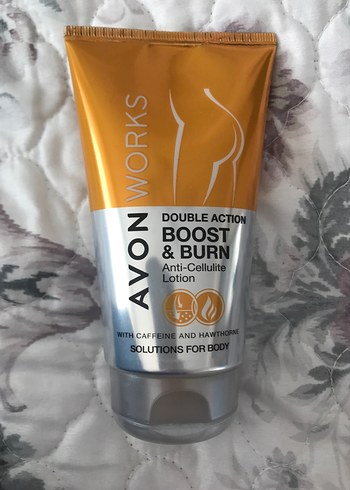 AVON WORKS
DOUBLE ACTION
BOOST
& BURN
Anti-Cellulite
Lotion
WITH CAFFEINE AND HAWTHORNE
SOLUTIONS FOR BODY